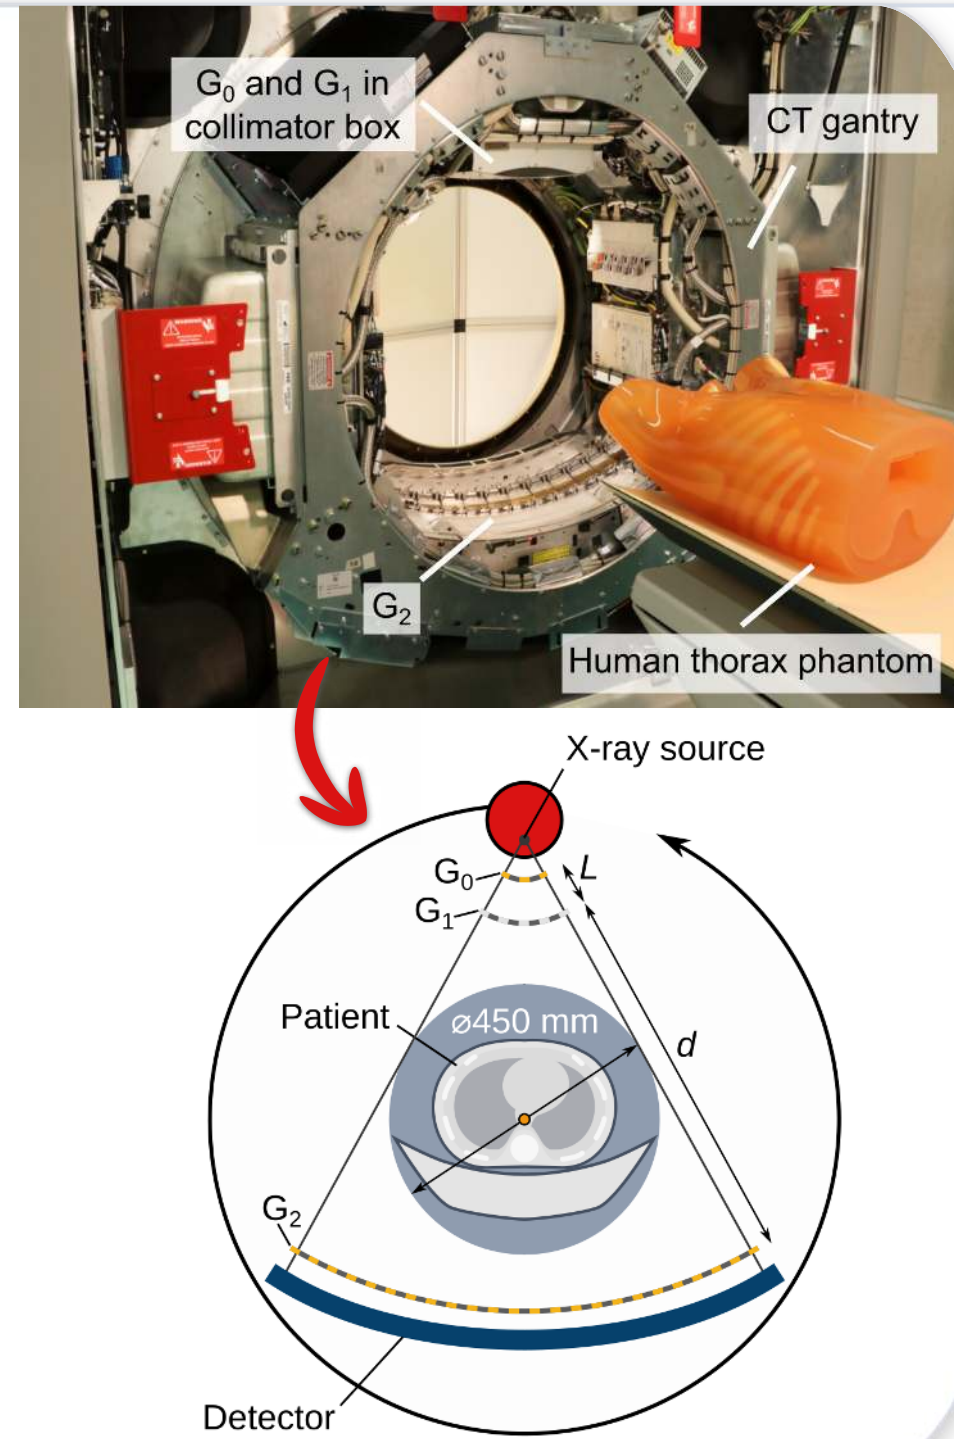 G₀ and G₁ in
collimator box
CT gantry
G₂
Human thorax phantom
X-ray source
G₀
L
G₁
Patient
⌀450 mm
d
G₂
Detector